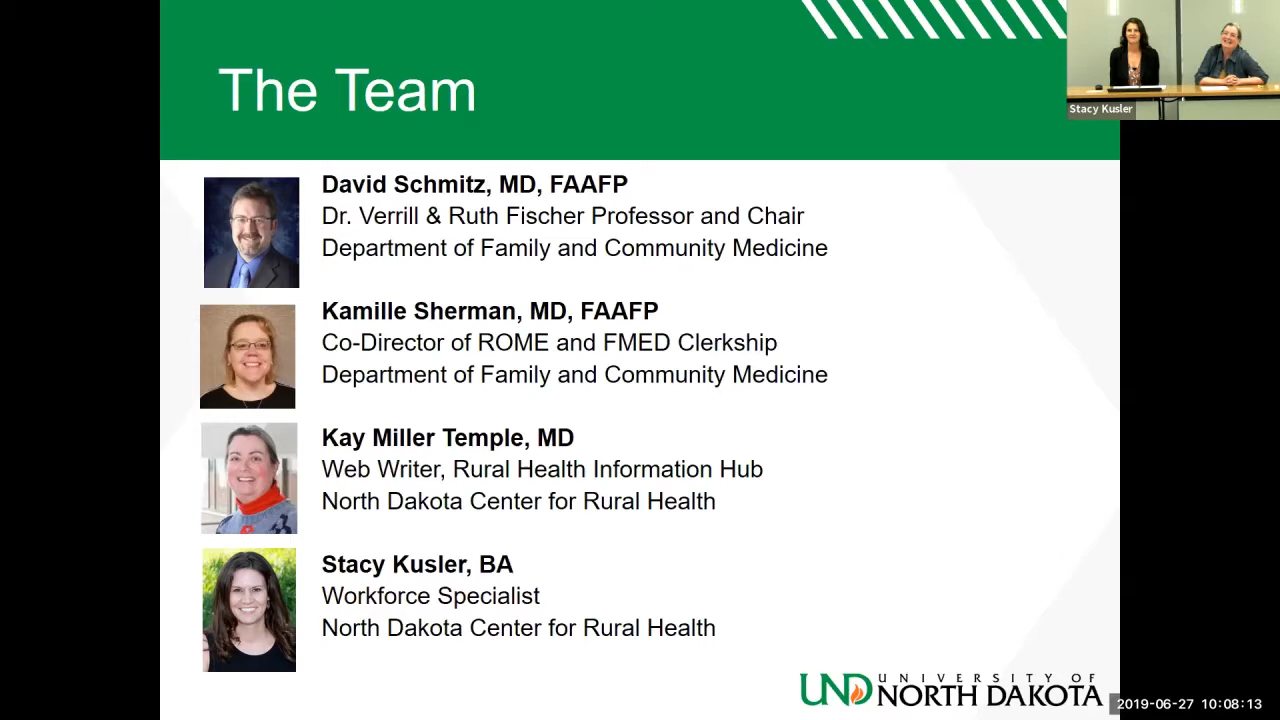 The Team
Stacy Kusler
David Schmitz, MD, FAAFP
Dr. Verrill & Ruth Fischer Professor and Chair
Department of Family and Community Medicine
Kamille Sherman, MD, FAAFP
Co-Director of ROME and FMED Clerkship
Department of Family and Community Medicine
Kay Miller Temple, MD
Web Writer, Rural Health Information Hub
North Dakota Center for Rural Health
Stacy Kusler, BA
Workforce Specialist
North Dakota Center for Rural Health
UND UNIVERSITY OF
NORTH DAKOTA
2019-06-27 10:08:13